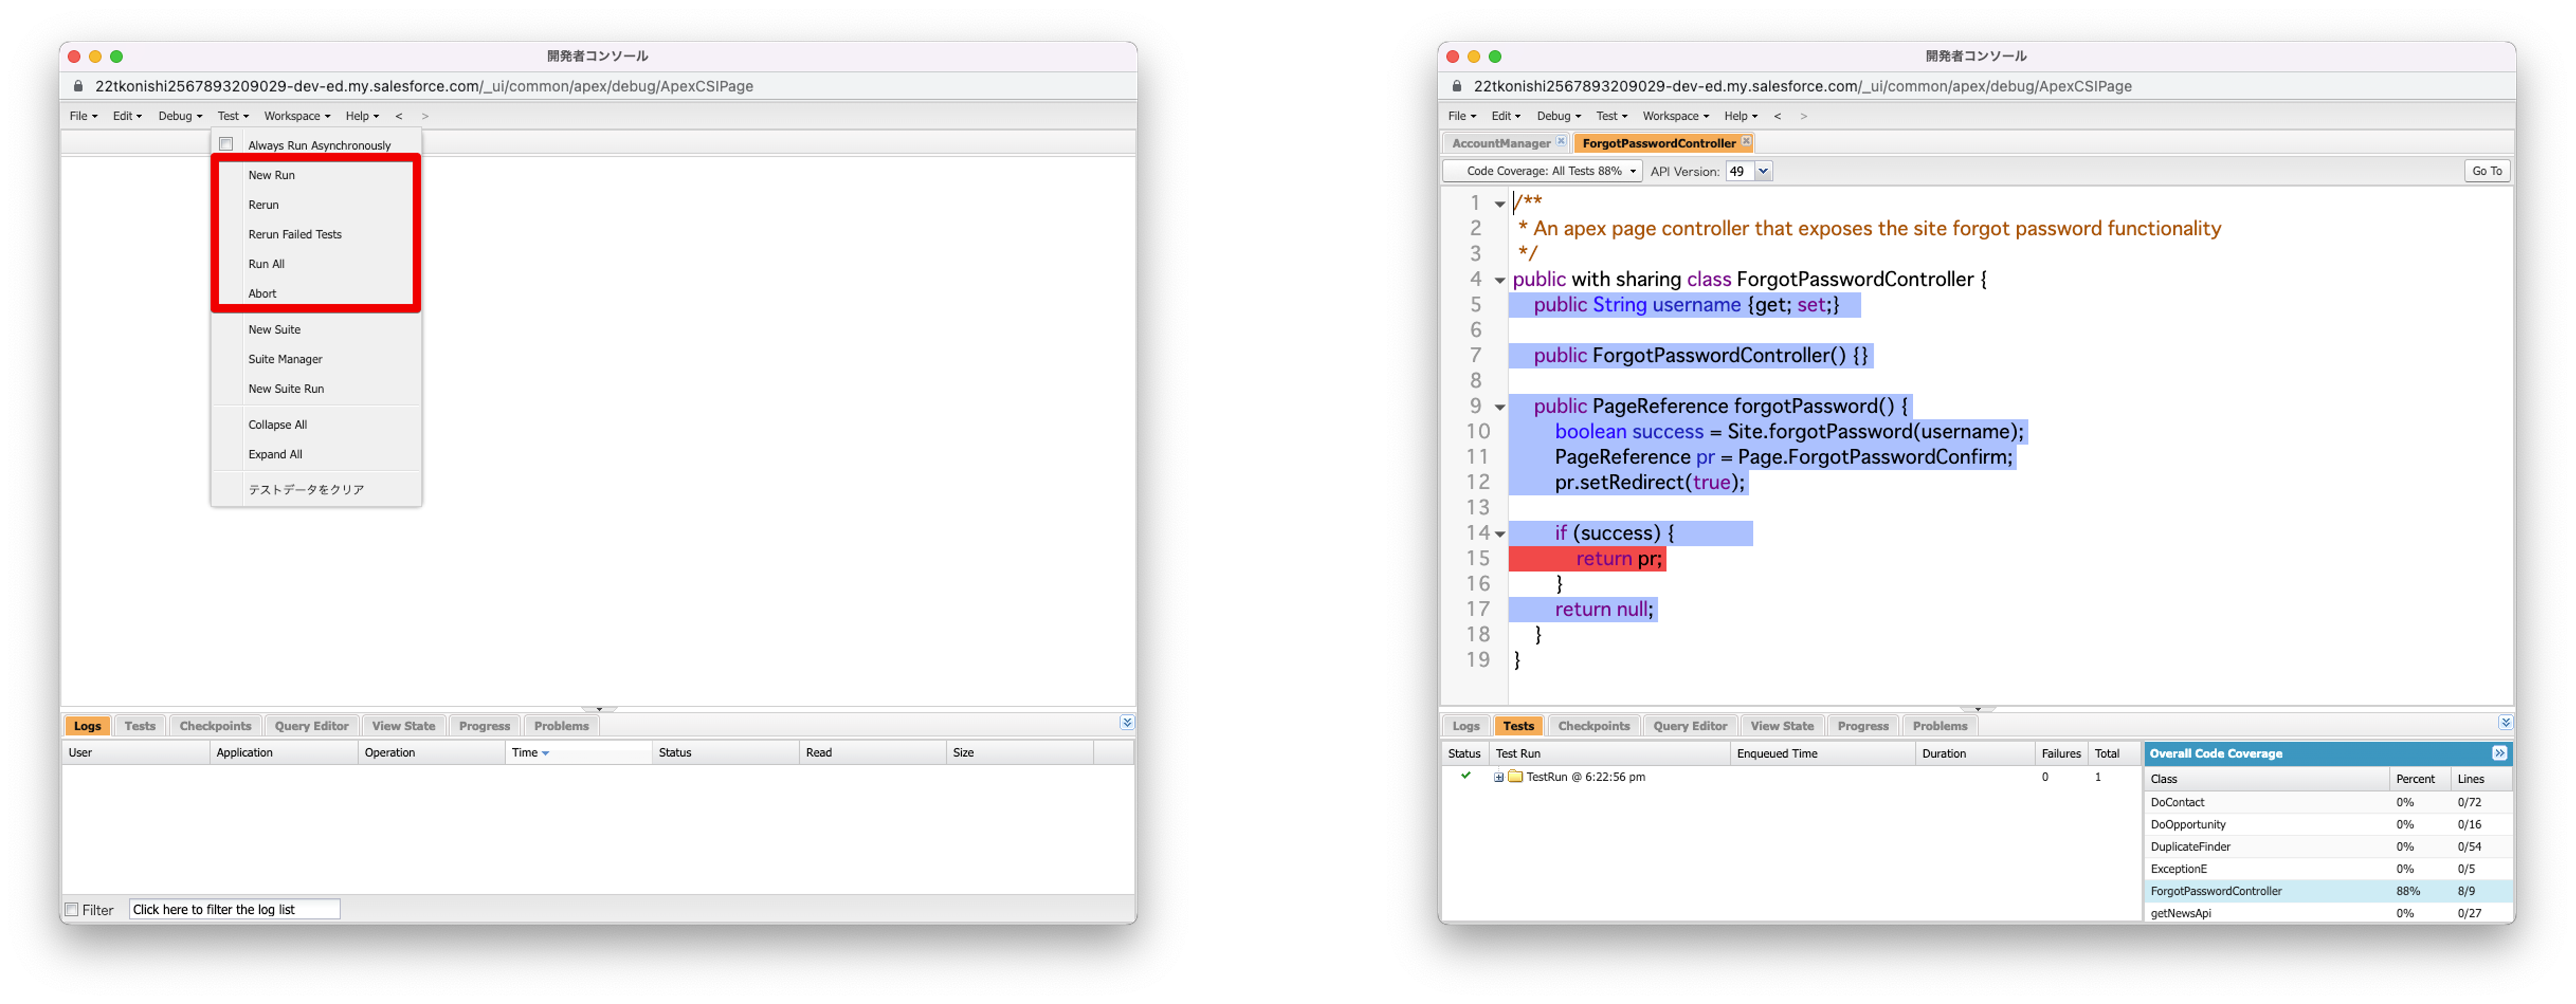 開発者コンソール
22tkonishi2567893209029-dev-ed.my.salesforce.com/_ui/common/apex/debug/ApexCSIPage
File Edit Debug Test Workspace Help < >
Always Run Asynchronously
New Run
Rerun
Rerun Failed Tests
Run All
Abort
New Suite
Suite Manager
New Suite Run
Collapse All
Expand All
テストデータをクリア
Logs Tests Checkpoints Query Editor View State Progress Problems
User Application Operation Time Status Read Size
Filter Click here to filter the log list
開発者コンソール
22tkonishi2567893209029-dev-ed.my.salesforce.com/_ui/common/apex/debug/ApexCSIPage
File Edit Debug Test Workspace Help < >
AccountManager ForgotPasswordController
Code Coverage: All Tests 88% API Version: 49 Go To
1 /**
2 * An apex page controller that exposes the site forgot password functionality
3 */
4 public with sharing class ForgotPasswordController {
5 public String username {get; set;}
6
7 public ForgotPasswordController() {}
8
9 public PageReference forgotPassword() {
10 boolean success = Site.forgotPassword(username);
11 PageReference pr = Page.ForgotPasswordConfirm;
12 pr.setRedirect(true);
13
14 if (success) {
15 return pr;
16 }
17 return null;
18 }
19 }
Logs Tests Checkpoints Query Editor View State Progress Problems
Status Test Run Enqueued Time Duration Failures Total
TestRun @ 6:22:56 pm 0 1
Overall Code Coverage
Class Percent Lines
DoContact 0% 0/72
DoOpportunity 0% 0/16
DuplicateFinder 0% 0/54
ExceptionE 0% 0/5
ForgotPasswordController 88% 8/9
getNewsApi 0% 0/27